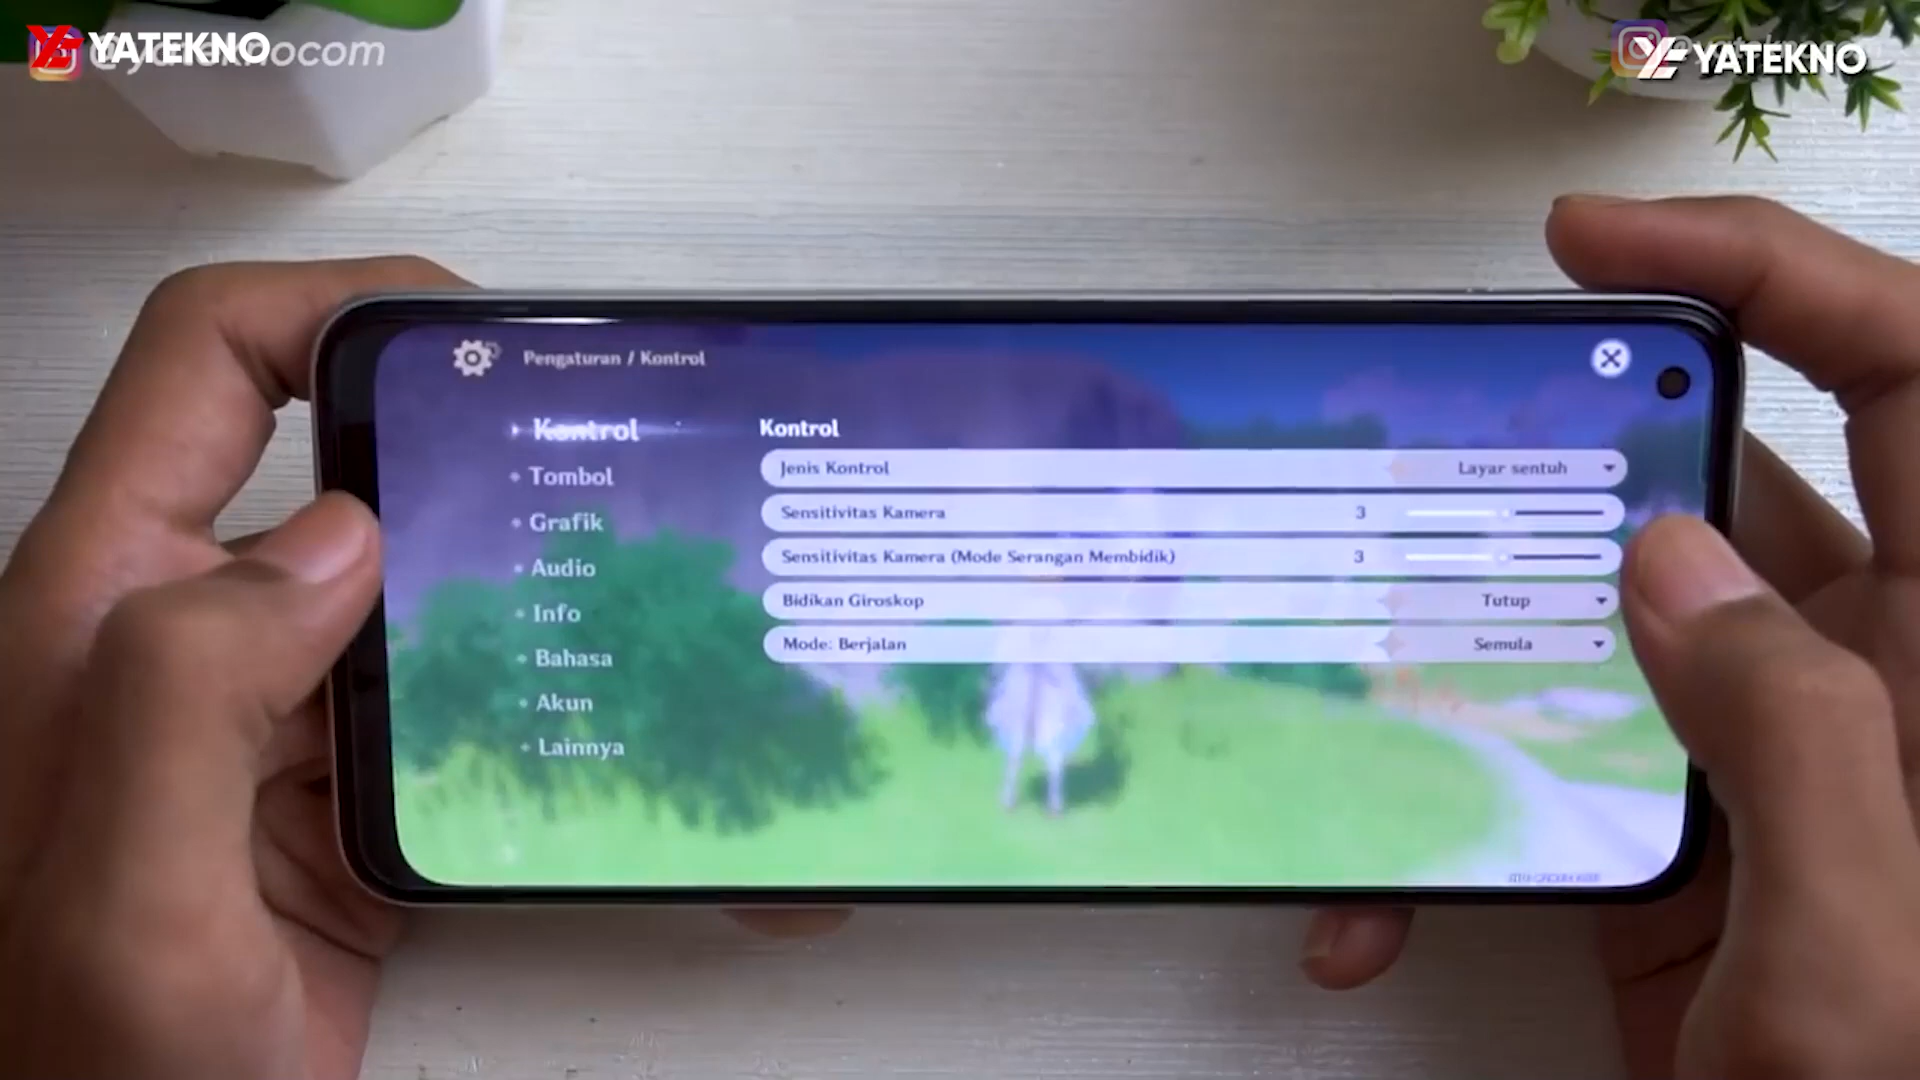 YATEKNO
@yateknocom
YATEKNO
Pengaturan / Kontrol
Kontrol
Tombol
Grafik
Audio
Info
Bahasa
Akun
Lainnya
Kontrol
Jenis Kontrol Layar sentuh
Sensitivitas Kamera 3
Sensitivitas Kamera (Mode Serangan Membidik) 3
Bidikan Giroskop Tutup
Mode: Berjalan Semula